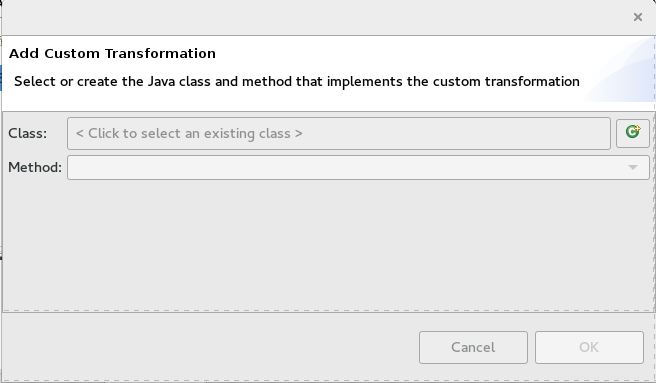 Add Custom Transformation
Select or create the Java class and method that implements the custom transformation
Class: < Click to select an existing class >
Method:
Cancel OK